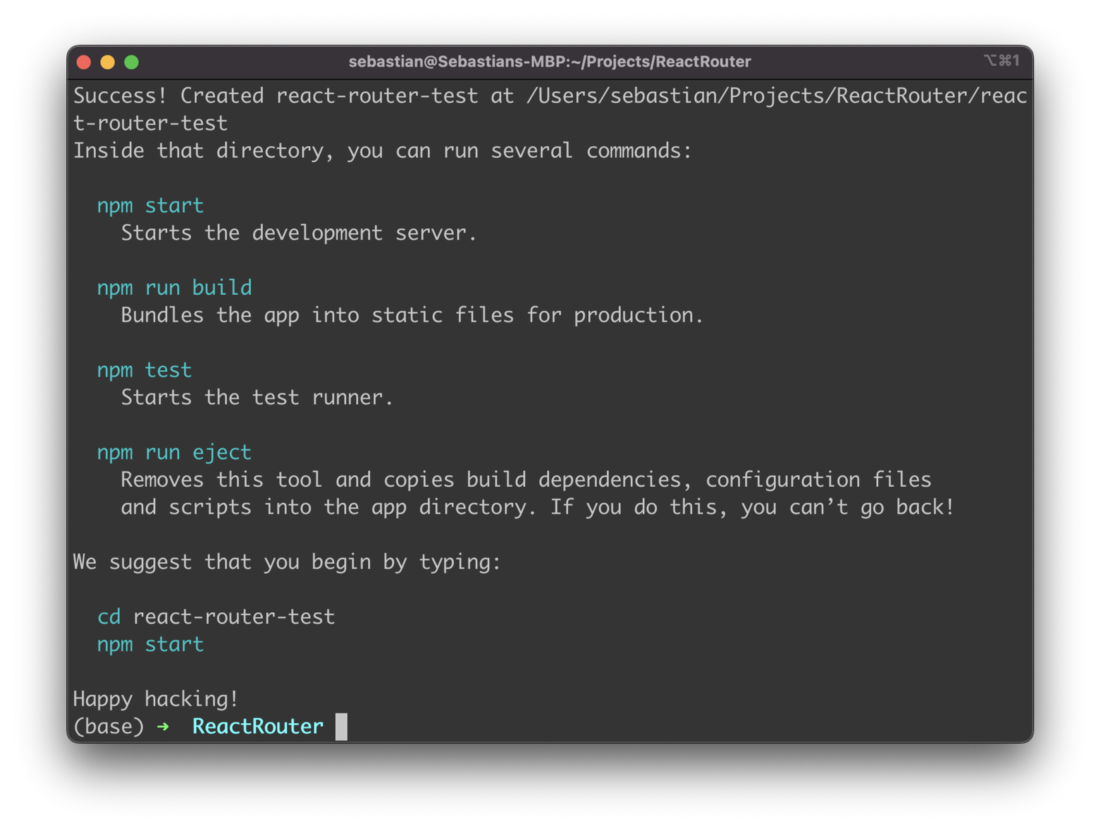 sebastian@Sebastians-MBP:~/Projects/ReactRouter
⌥⌘1
Success! Created react-router-test at /Users/sebastian/Projects/ReactRouter/reac
t-router-test
Inside that directory, you can run several commands:
npm start
Starts the development server.
npm run build
Bundles the app into static files for production.
npm test
Starts the test runner.
npm run eject
Removes this tool and copies build dependencies, configuration files
and scripts into the app directory. If you do this, you can’t go back!
We suggest that you begin by typing:
cd react-router-test
npm start
Happy hacking!
(base) ➜ ReactRouter